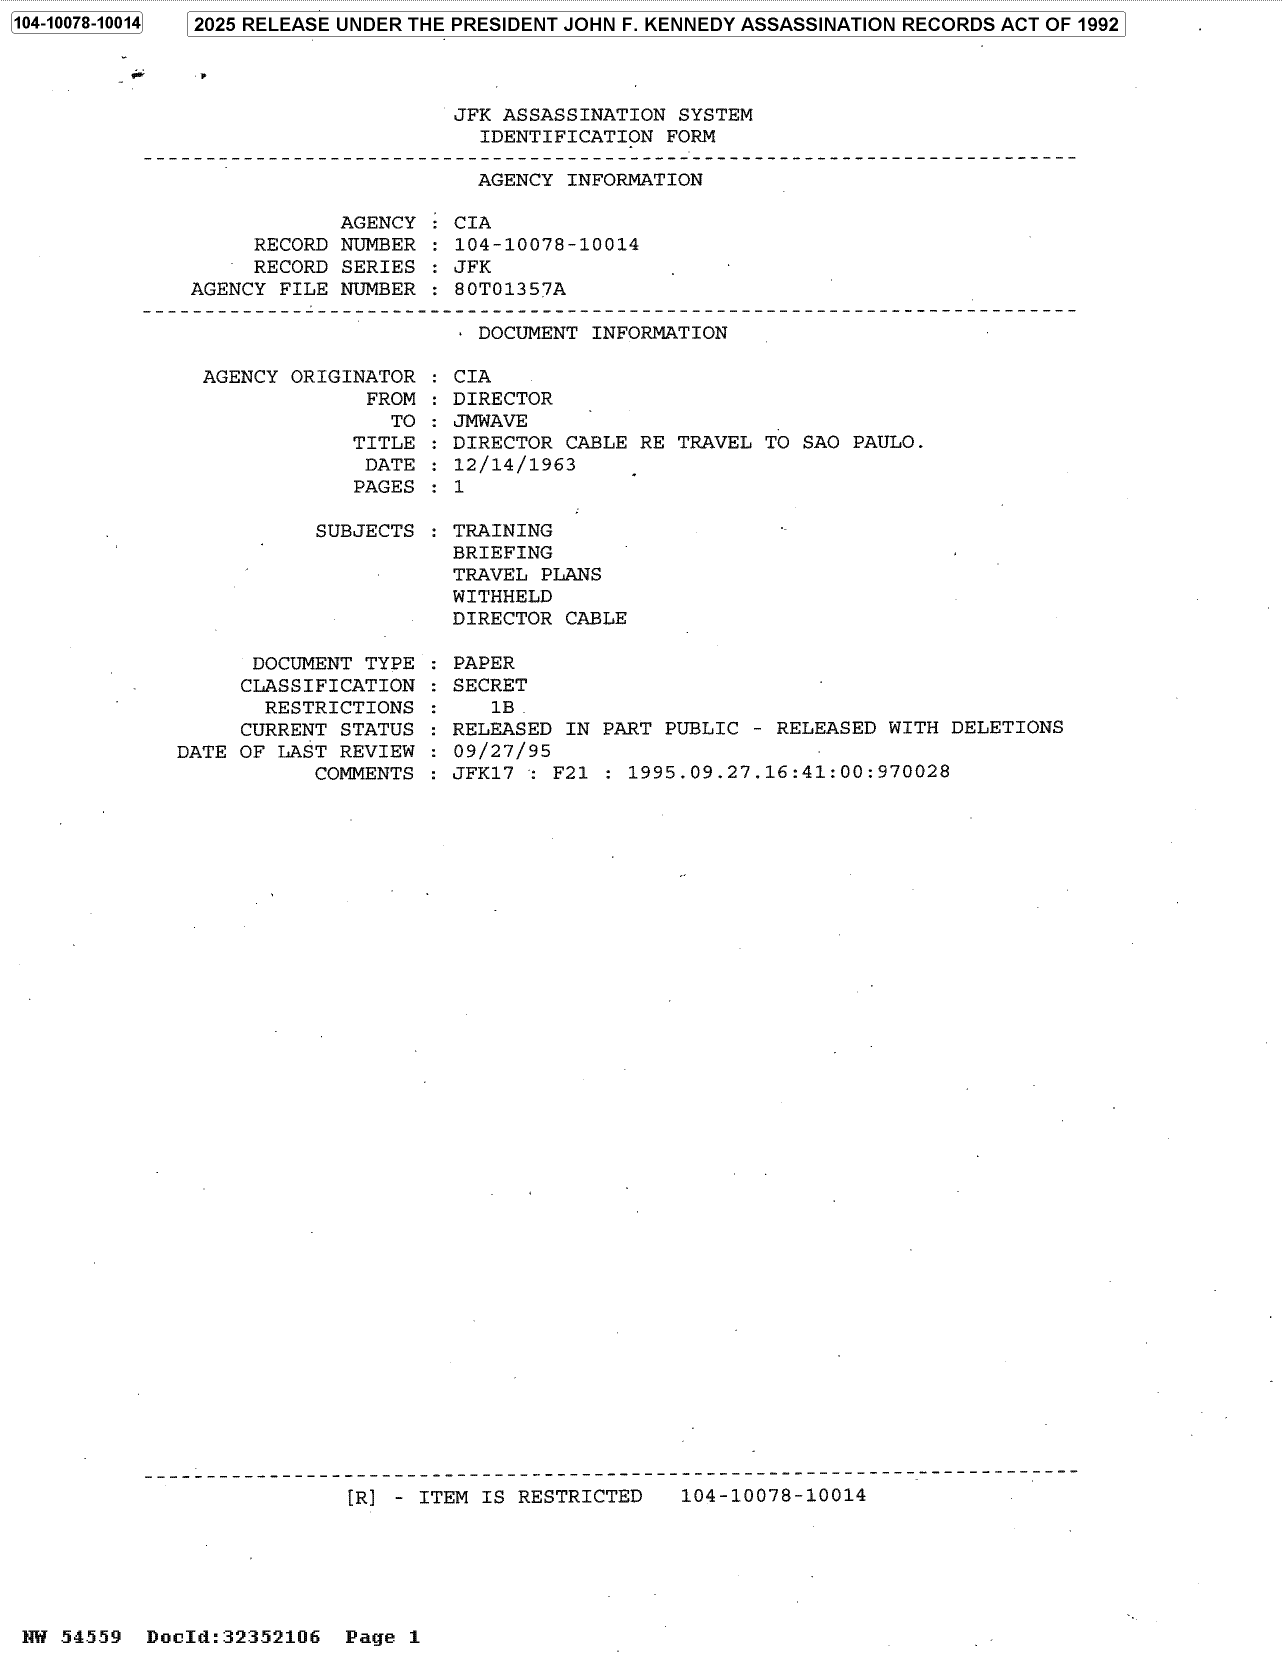 104-10078-10014
2025 RELEASE UNDER THE PRESIDENT JOHN F. KENNEDY ASSASSINATION RECORDS ACT OF 1992
JFK ASSASSINATION SYSTEM
IDENTIFICATION FORM
---------------------------------------------------------------------------
AGENCY INFORMATION
AGENCY : CIA
RECORD NUMBER : 104-10078-10014
RECORD SERIES : JFK
AGENCY FILE NUMBER : 80T01357A
---------------------------------------------------------------------------
DOCUMENT INFORMATION
AGENCY ORIGINATOR : CIA
FROM : DIRECTOR
TO : JMWAVE
TITLE : DIRECTOR CABLE RE TRAVEL TO SAO PAULO.
DATE : 12/14/1963
PAGES : 1
SUBJECTS : TRAINING
BRIEFING
TRAVEL PLANS
WITHHELD
DIRECTOR CABLE
DOCUMENT TYPE : PAPER
CLASSIFICATION : SECRET
RESTRICTIONS : 1B
CURRENT STATUS : RELEASED IN PART PUBLIC - RELEASED WITH DELETIONS
DATE OF LAST REVIEW : 09/27/95
COMMENTS : JFK17 : F21 : 1995.09.27.16:41:00:970028
---------------------------------------------------------------------------
[R] - ITEM IS RESTRICTED 104-10078-10014
NW 54559 DocId:32352106 Page 1